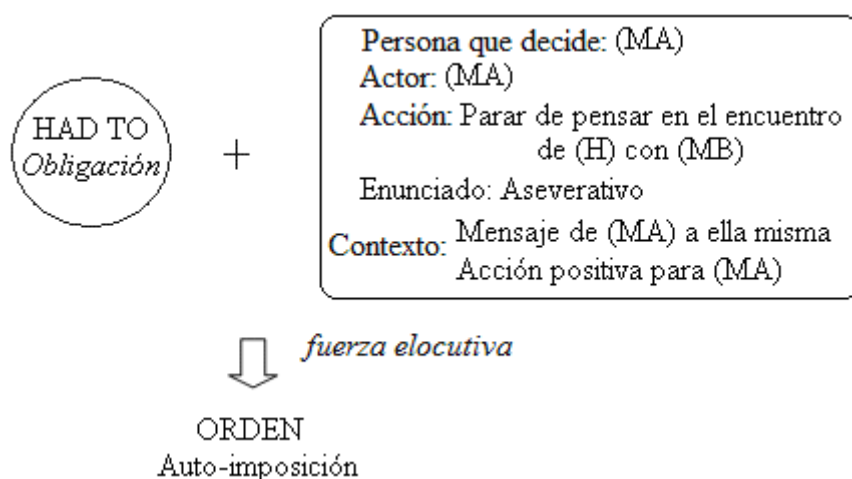 HAD TO
Obligación
+
Persona que decide: (MA)
Actor: (MA)
Acción: Parar de pensar en el encuentro
de (H) con (MB)
Enunciado: Aseverativo
Contexto: Mensaje de (MA) a ella misma
Acción positiva para (MA)
fuerza elocutiva
ORDEN
Auto-imposición